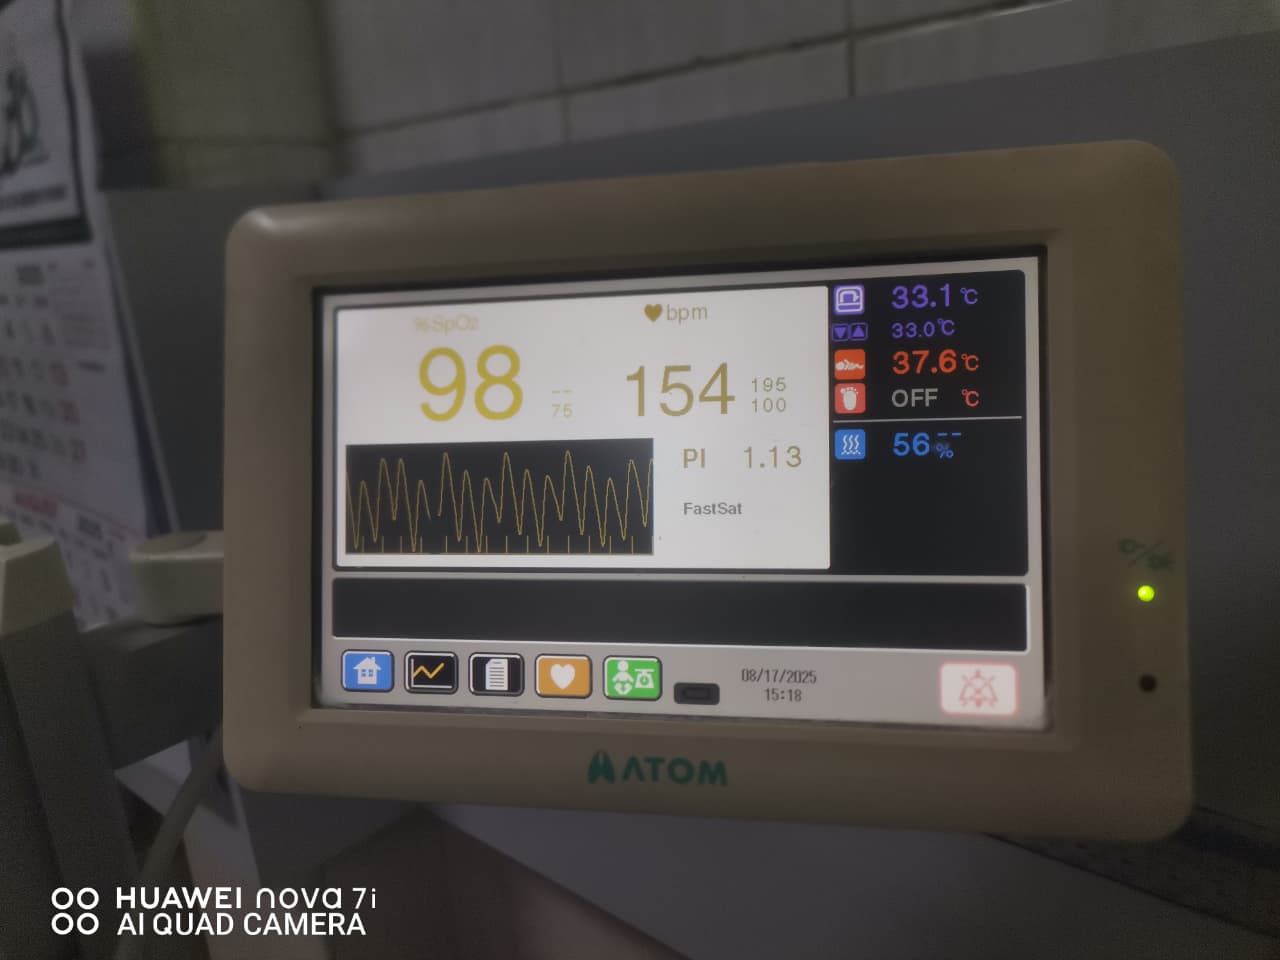 %SpO2
98
--
75
bpm
154
195
100
PI 1.13
FastSat
33.1 °C
33.0°C
37.6 °C
OFF °C
56 --
%
08/17/2025
15:18
ATOM
HUAWEI nova 7i
AI QUAD CAMERA